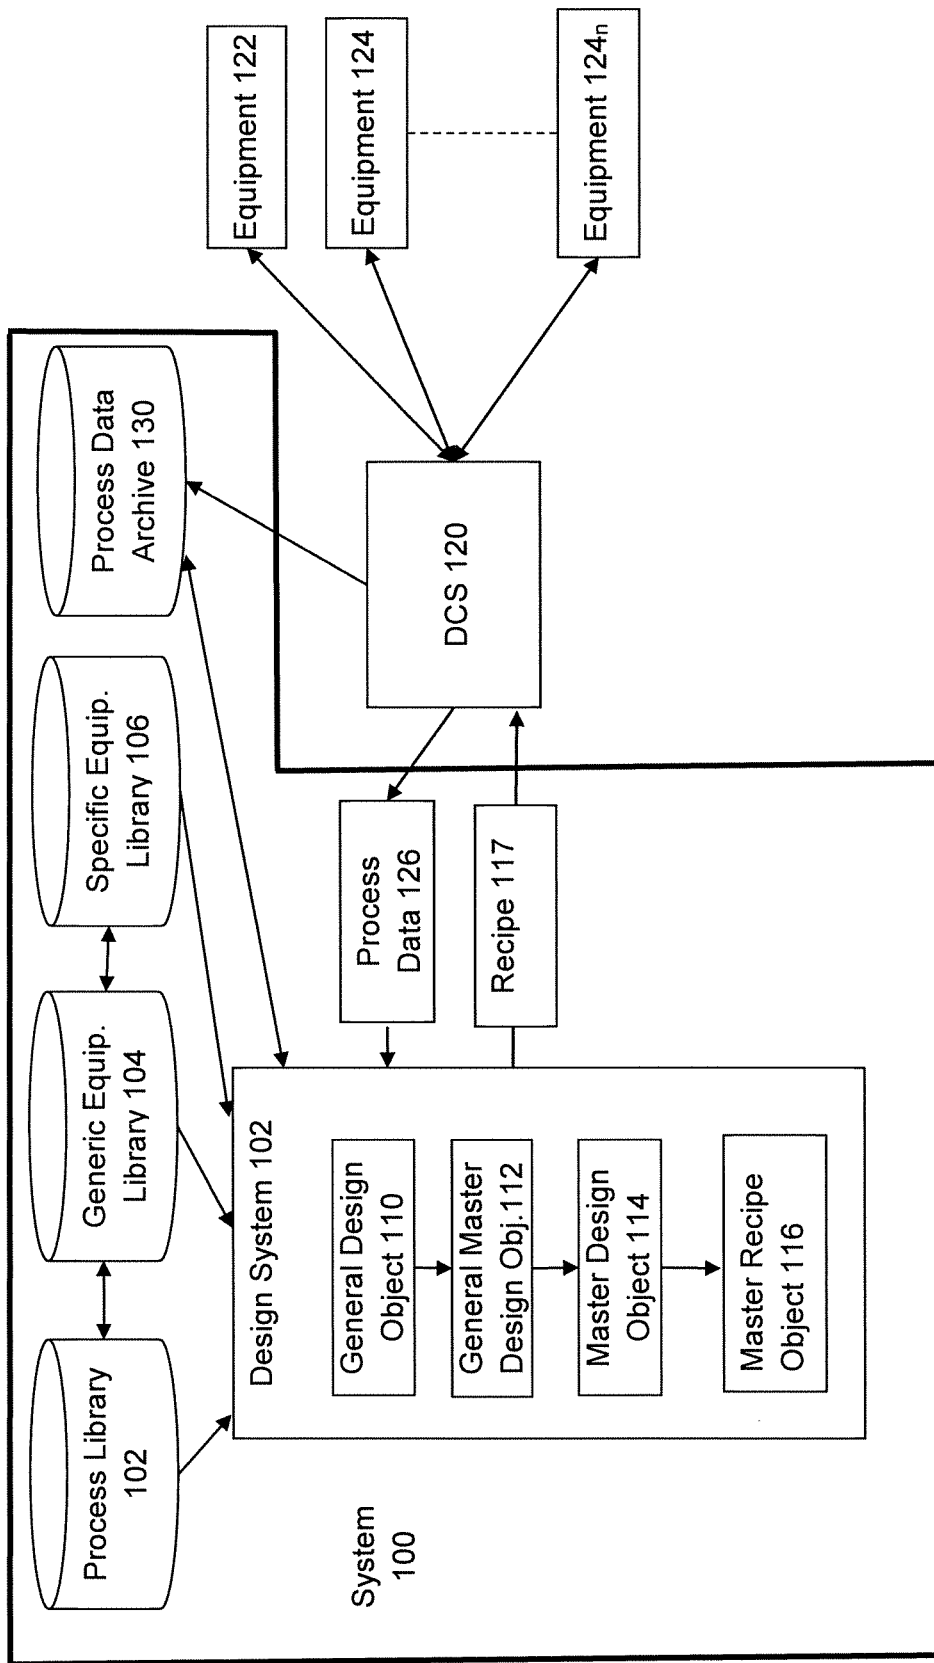 Process Library
102
Generic Equip.
Library 104
Specific Equip.
Library 106
Process Data
Archive 130
System
100
Design System 102
General Design
Object 110
General Master
Design Obj.112
Master Design
Object 114
Master Recipe
Object 116
Process
Data 126
Recipe 117
DCS 120
Equipment 122
Equipment 124
Equipment 124n